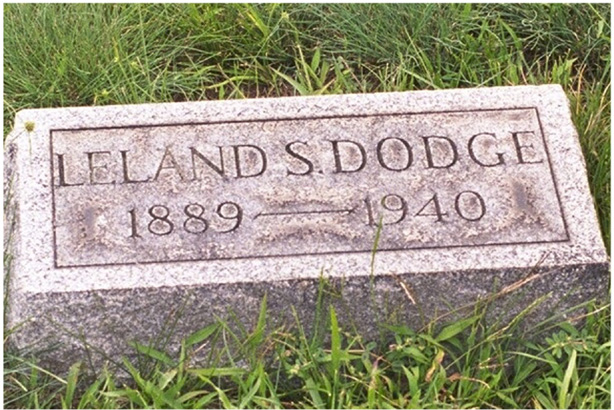 LELAND S. DODGE
1889 — 1940